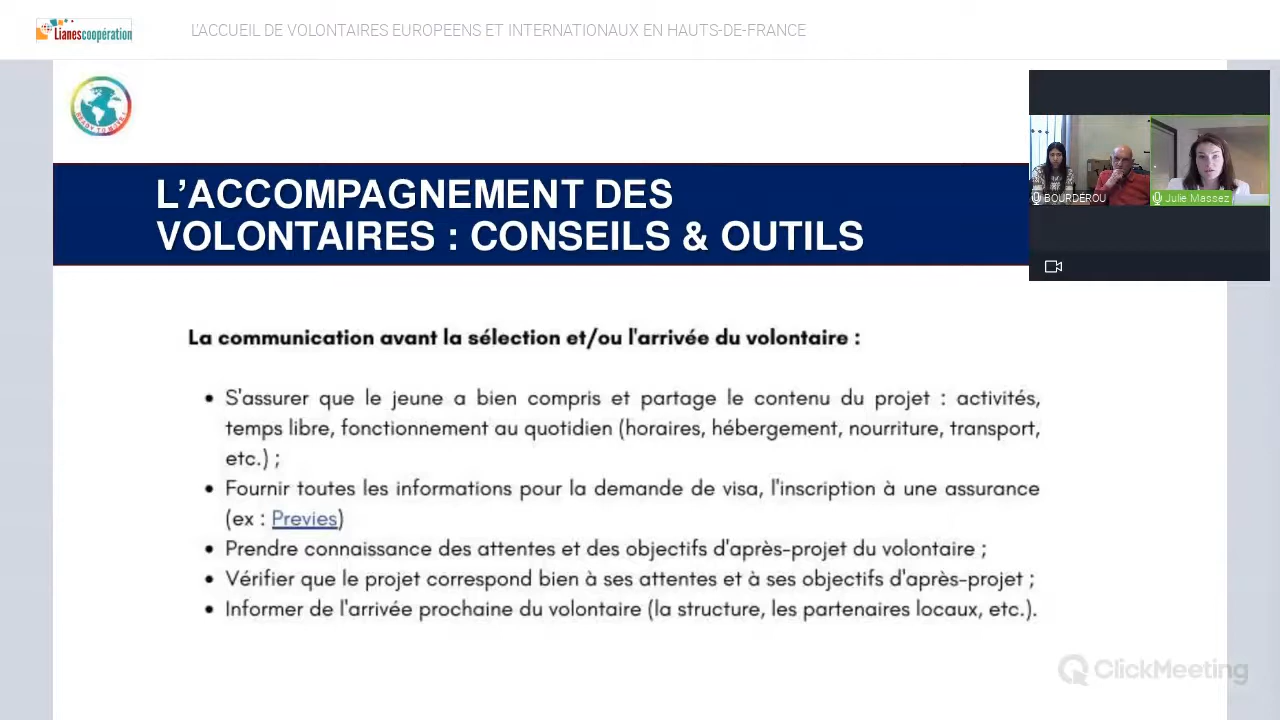 Lianescoopération
L'ACCUEIL DE VOLONTAIRES EUROPEENS ET INTERNATIONAUX EN HAUTS-DE-FRANCE
READY TO MOVE !
L'ACCOMPAGNEMENT DES
VOLONTAIRES : CONSEILS & OUTILS
BOURDÉROU
Julie Massez
La communication avant la sélection et/ou l'arrivée du volontaire :
• S'assurer que le jeune a bien compris et partage le contenu du projet : activités,
temps libre, fonctionnement au quotidien (horaires, hébergement, nourriture, transport,
etc.) ;
• Fournir toutes les informations pour la demande de visa, l'inscription à une assurance
(ex : Previes)
• Prendre connaissance des attentes et des objectifs d'après-projet du volontaire ;
• Vérifier que le projet correspond bien à ses attentes et à ses objectifs d'après-projet ;
• Informer de l'arrivée prochaine du volontaire (la structure, les partenaires locaux, etc.).
ClickMeeting